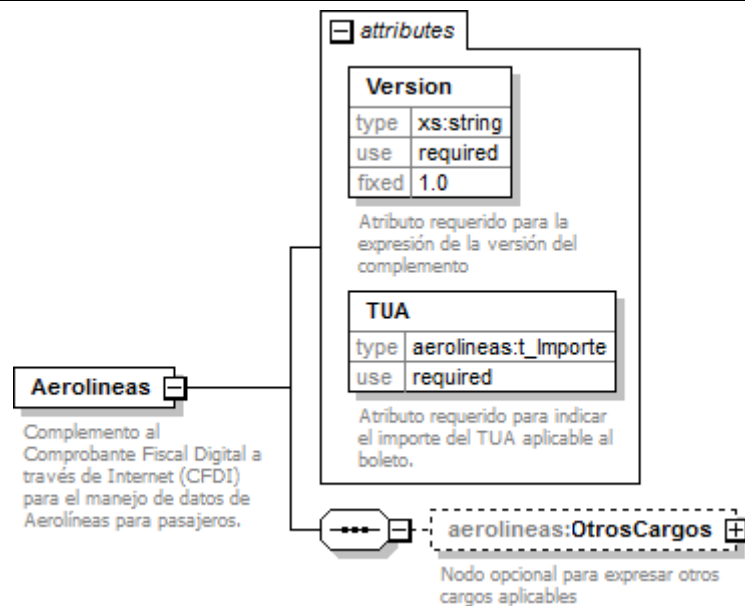 attributes
Version
type xs:string
use required
fixed 1.0
Atributo requerido para la
expresión de la versión del
complemento
TUA
type aerolineas:t_Importe
use required
Atributo requerido para indicar
el importe del TUA aplicable al
boleto.
Aerolineas
Complemento al
Comprobante Fiscal Digital a
través de Internet (CFDI)
para el manejo de datos de
Aerolíneas para pasajeros.
aerolineas:OtrosCargos
Nodo opcional para expresar otros
cargos aplicables